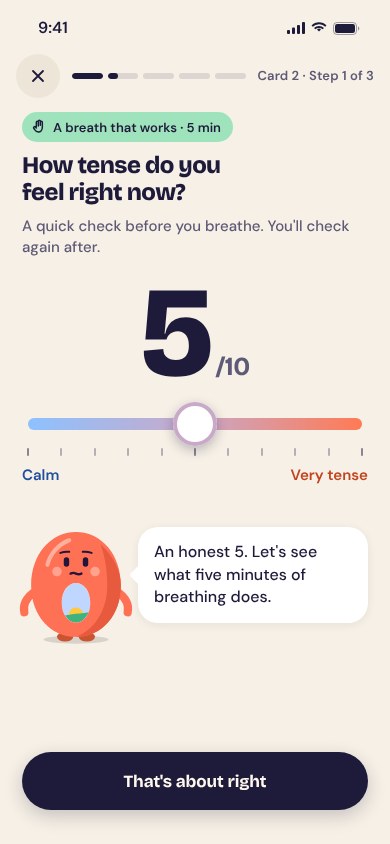 9:41
Card 2 · Step 1 of 3
A breath that works · 5 min
How tense do you
feel right now?
A quick check before you breathe. You'll check
again after.
5/10
Calm
Very tense
An honest 5. Let's see
what five minutes of
breathing does.
That's about right